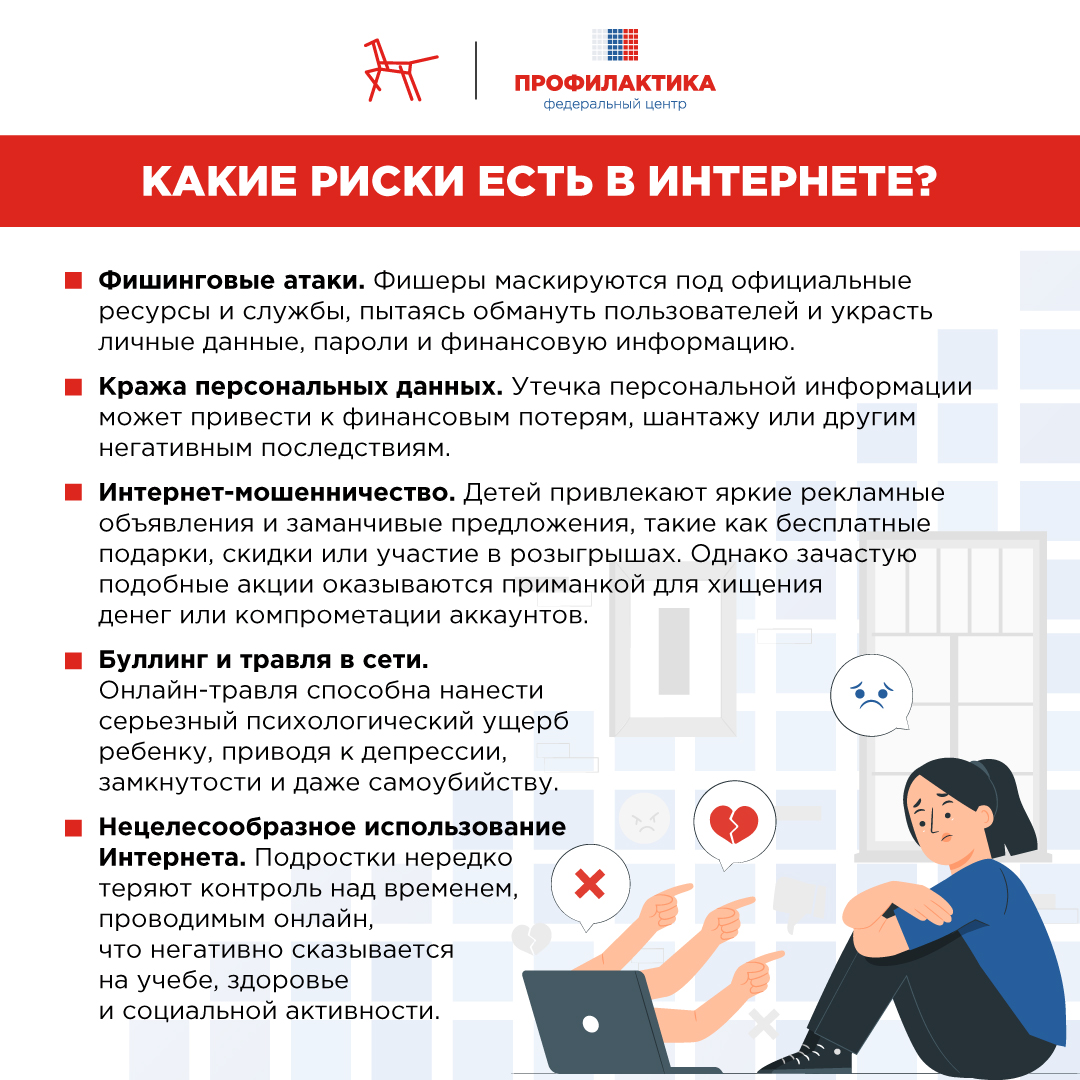 ПРОФИЛАКТИКА
федеральный центр
КАКИЕ РИСКИ ЕСТЬ В ИНТЕРНЕТЕ?
Фишинговые атаки. Фишеры маскируются под официальные
ресурсы и службы, пытаясь обмануть пользователей и украсть
личные данные, пароли и финансовую информацию.
Кража персональных данных. Утечка персональной информации
может привести к финансовым потерям, шантажу или другим
негативным последствиям.
Интернет-мошенничество. Детей привлекают яркие рекламные
объявления и заманчивые предложения, такие как бесплатные
подарки, скидки или участие в розыгрышах. Однако зачастую
подобные акции оказываются приманкой для хищения
денег или компрометации аккаунтов.
Буллинг и травля в сети.
Онлайн-травля способна нанести
серьезный психологический ущерб
ребенку, приводя к депрессии,
замкнутости и даже самоубийству.
Нецелесообразное использование
Интернета. Подростки нередко
теряют контроль над временем,
проводимым онлайн,
что негативно сказывается
на учебе, здоровье
и социальной активности.